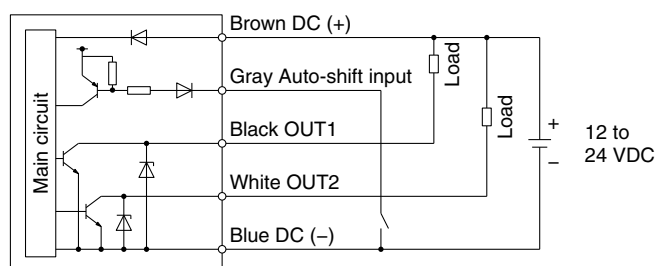 Brown DC (+)
Gray Auto-shift input
Black OUT1
White OUT2
Blue DC (−)
Main circuit
Load
Load
+
−
12 to
24 VDC